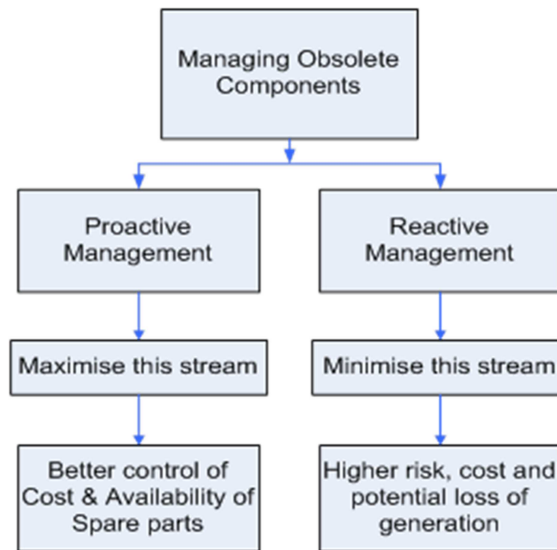 Managing Obsolete
Components
Proactive
Management
Reactive
Management
Maximise this stream
Minimise this stream
Better control of
Cost & Availability of
Spare parts
Higher risk, cost and
potential loss of
generation